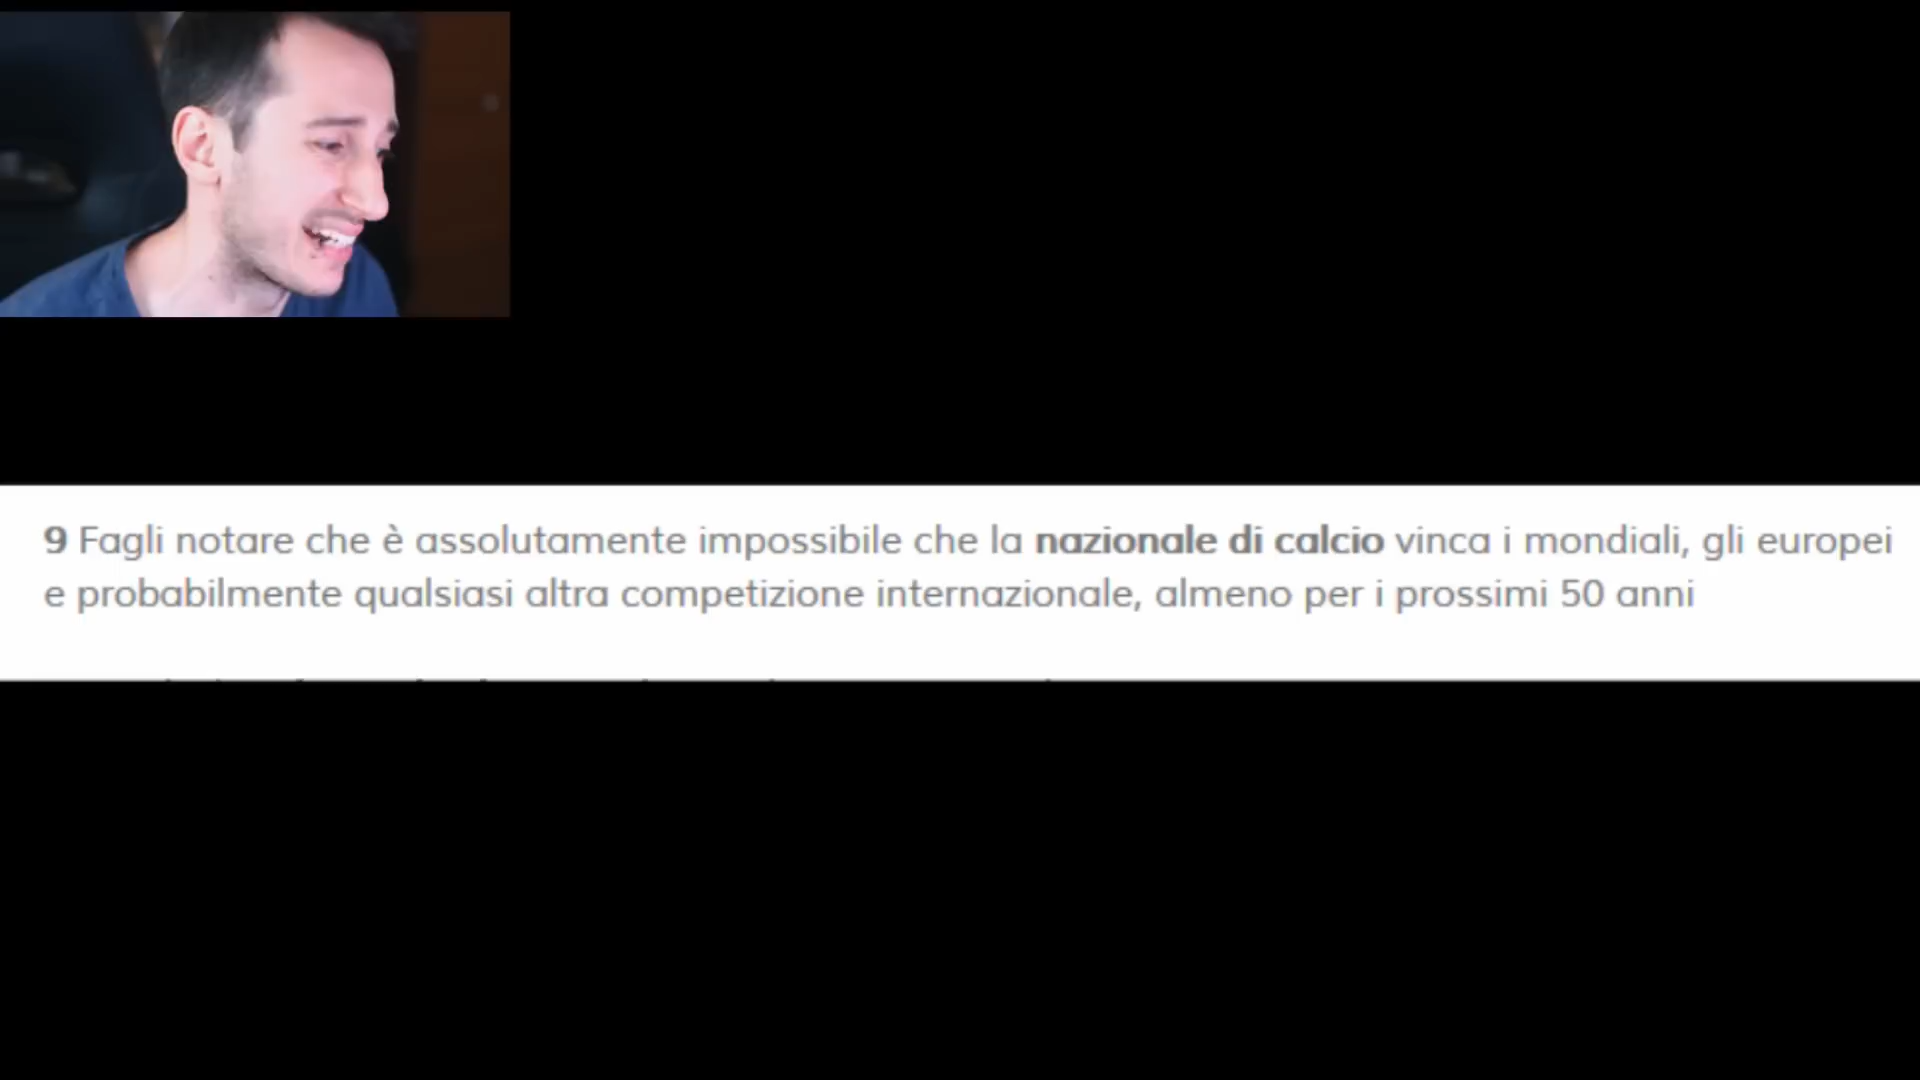 9 Fagli notare che è assolutamente impossibile che la nazionale di calcio vinca i mondiali, gli europei
e probabilmente qualsiasi altra competizione internazionale, almeno per i prossimi 50 anni